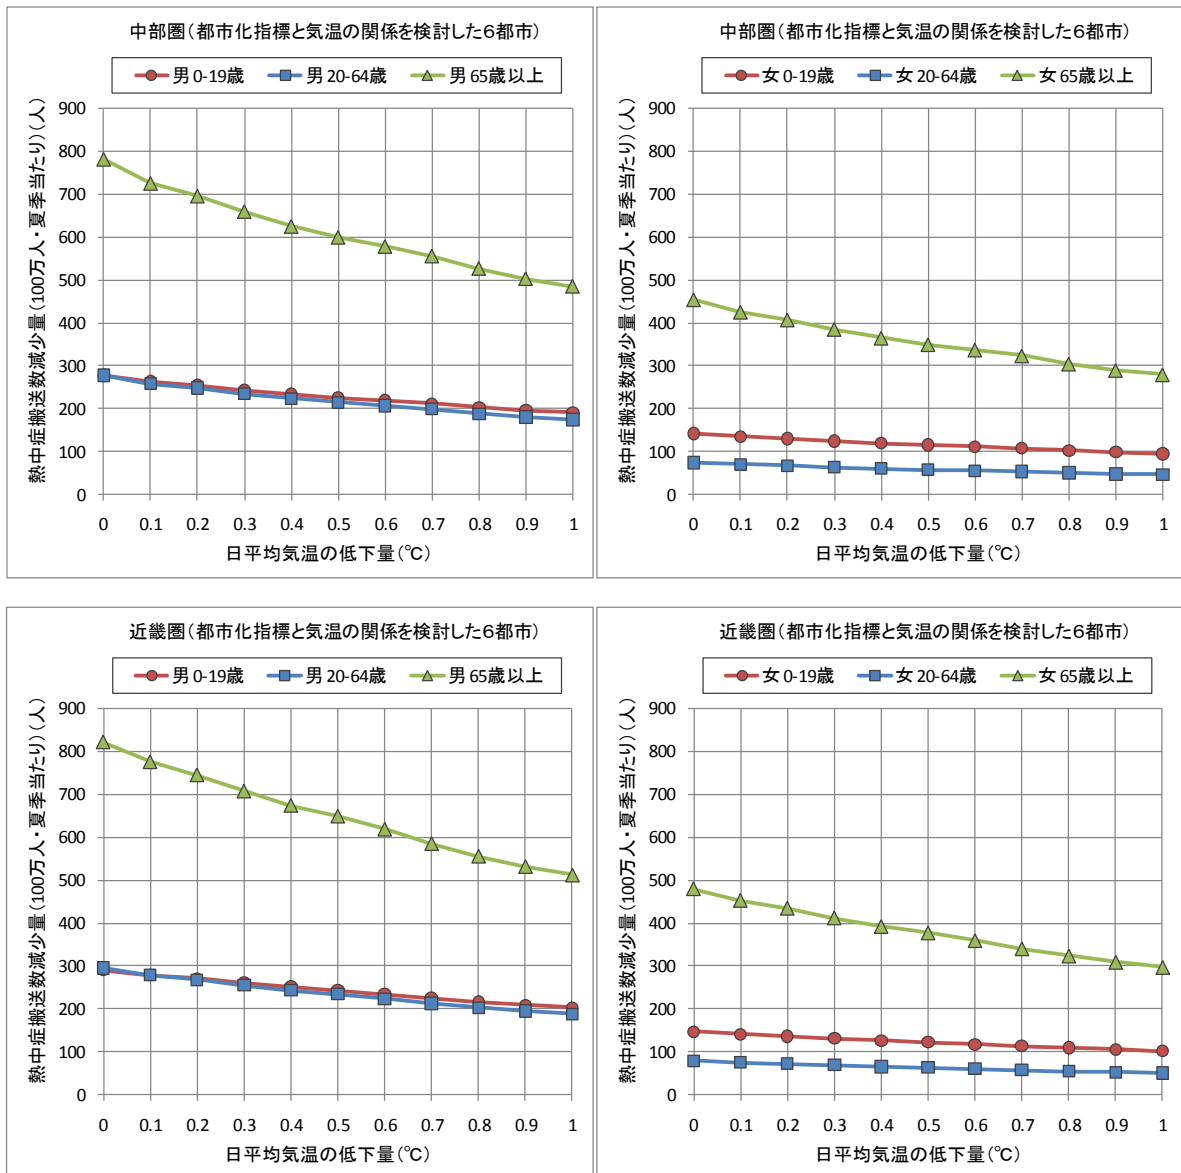 中部圏(都市化指標と気温の関係を検討した6都市)
男 0-19歳 男 20-64歳 男 65歳以上
熱中症搬送数減少量(100万人・夏季当たり)(人)
900
800
700
600
500
400
300
200
100
0
0 0.1 0.2 0.3 0.4 0.5 0.6 0.7 0.8 0.9 1
日平均気温の低下量(℃)
中部圏(都市化指標と気温の関係を検討した6都市)
女 0-19歳 女 20-64歳 女 65歳以上
熱中症搬送数減少量(100万人・夏季当たり)(人)
900
800
700
600
500
400
300
200
100
0
0 0.1 0.2 0.3 0.4 0.5 0.6 0.7 0.8 0.9 1
日平均気温の低下量(℃)
近畿圏(都市化指標と気温の関係を検討した6都市)
男 0-19歳 男 20-64歳 男 65歳以上
熱中症搬送数減少量(100万人・夏季当たり)(人)
900
800
700
600
500
400
300
200
100
0
0 0.1 0.2 0.3 0.4 0.5 0.6 0.7 0.8 0.9 1
日平均気温の低下量(℃)
近畿圏(都市化指標と気温の関係を検討した6都市)
女 0-19歳 女 20-64歳 女 65歳以上
熱中症搬送数減少量(100万人・夏季当たり)(人)
900
800
700
600
500
400
300
200
100
0
0 0.1 0.2 0.3 0.4 0.5 0.6 0.7 0.8 0.9 1
日平均気温の低下量(℃)